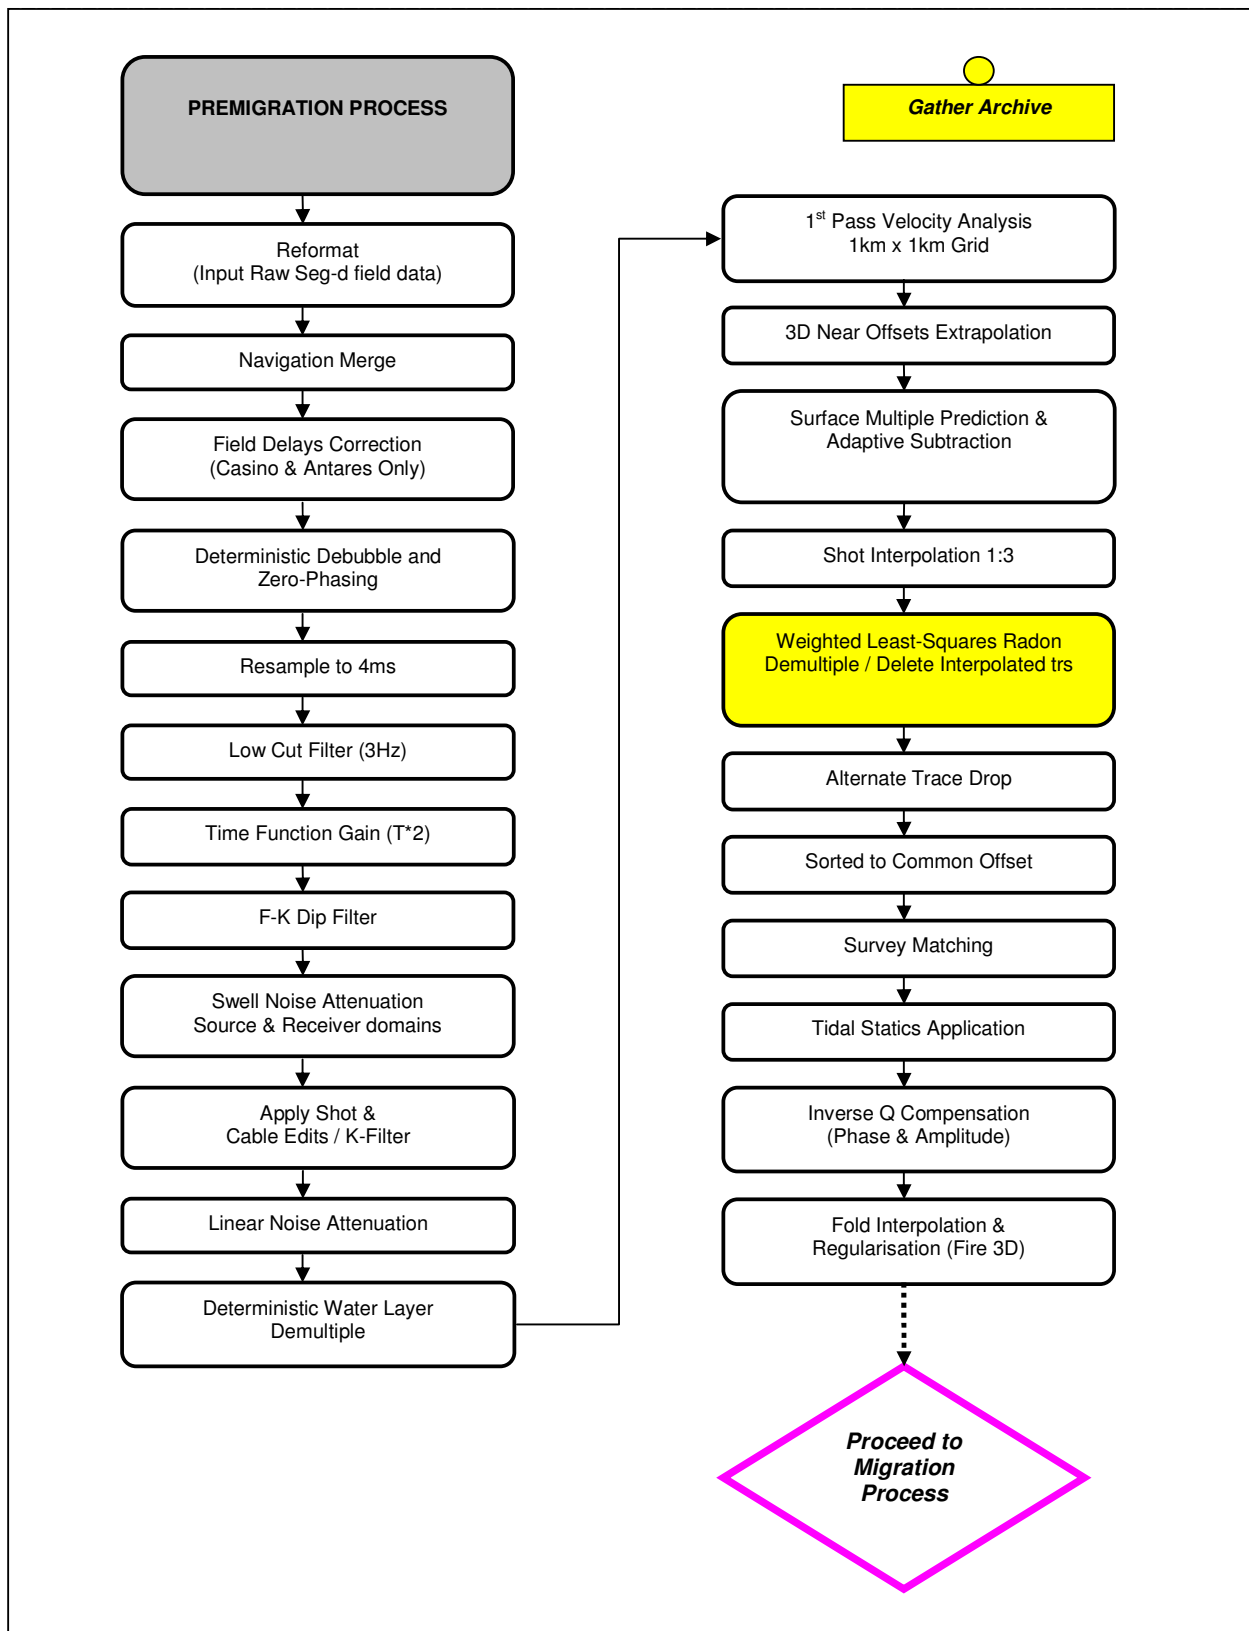 PREMIGRATION PROCESS
Reformat
(Input Raw Seg-d field data)
Navigation Merge
Field Delays Correction
(Casino & Antares Only)
Deterministic Debubble and
Zero-Phasing
Resample to 4ms
Low Cut Filter (3Hz)
Time Function Gain (T*2)
F-K Dip Filter
Swell Noise Attenuation
Source & Receiver domains
Apply Shot &
Cable Edits / K-Filter
Linear Noise Attenuation
Deterministic Water Layer
Demultiple
Gather Archive
1st Pass Velocity Analysis
1km x 1km Grid
3D Near Offsets Extrapolation
Surface Multiple Prediction &
Adaptive Subtraction
Shot Interpolation 1:3
Weighted Least-Squares Radon
Demultiple / Delete Interpolated trs
Alternate Trace Drop
Sorted to Common Offset
Survey Matching
Tidal Statics Application
Inverse Q Compensation
(Phase & Amplitude)
Fold Interpolation &
Regularisation (Fire 3D)
Proceed to
Migration
Process